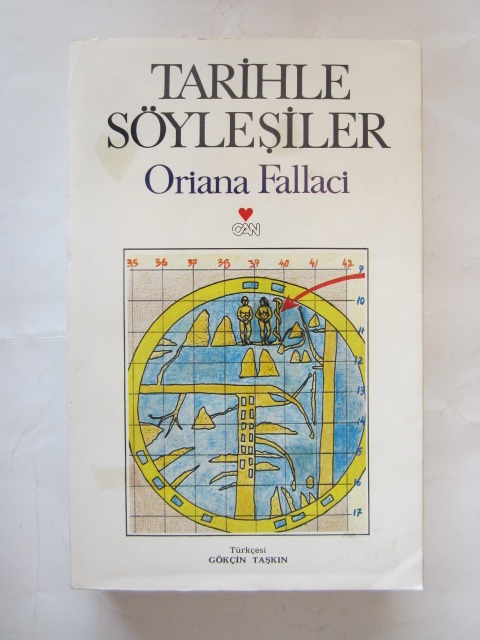 TARİHLE
SÖYLEŞİLER
Oriana Fallaci
CAN
35 36 37 38 39 40 41 42
9
10
11
12
13
14
15
16
17
Türkçesi
GÖKÇİN TAŞKIN